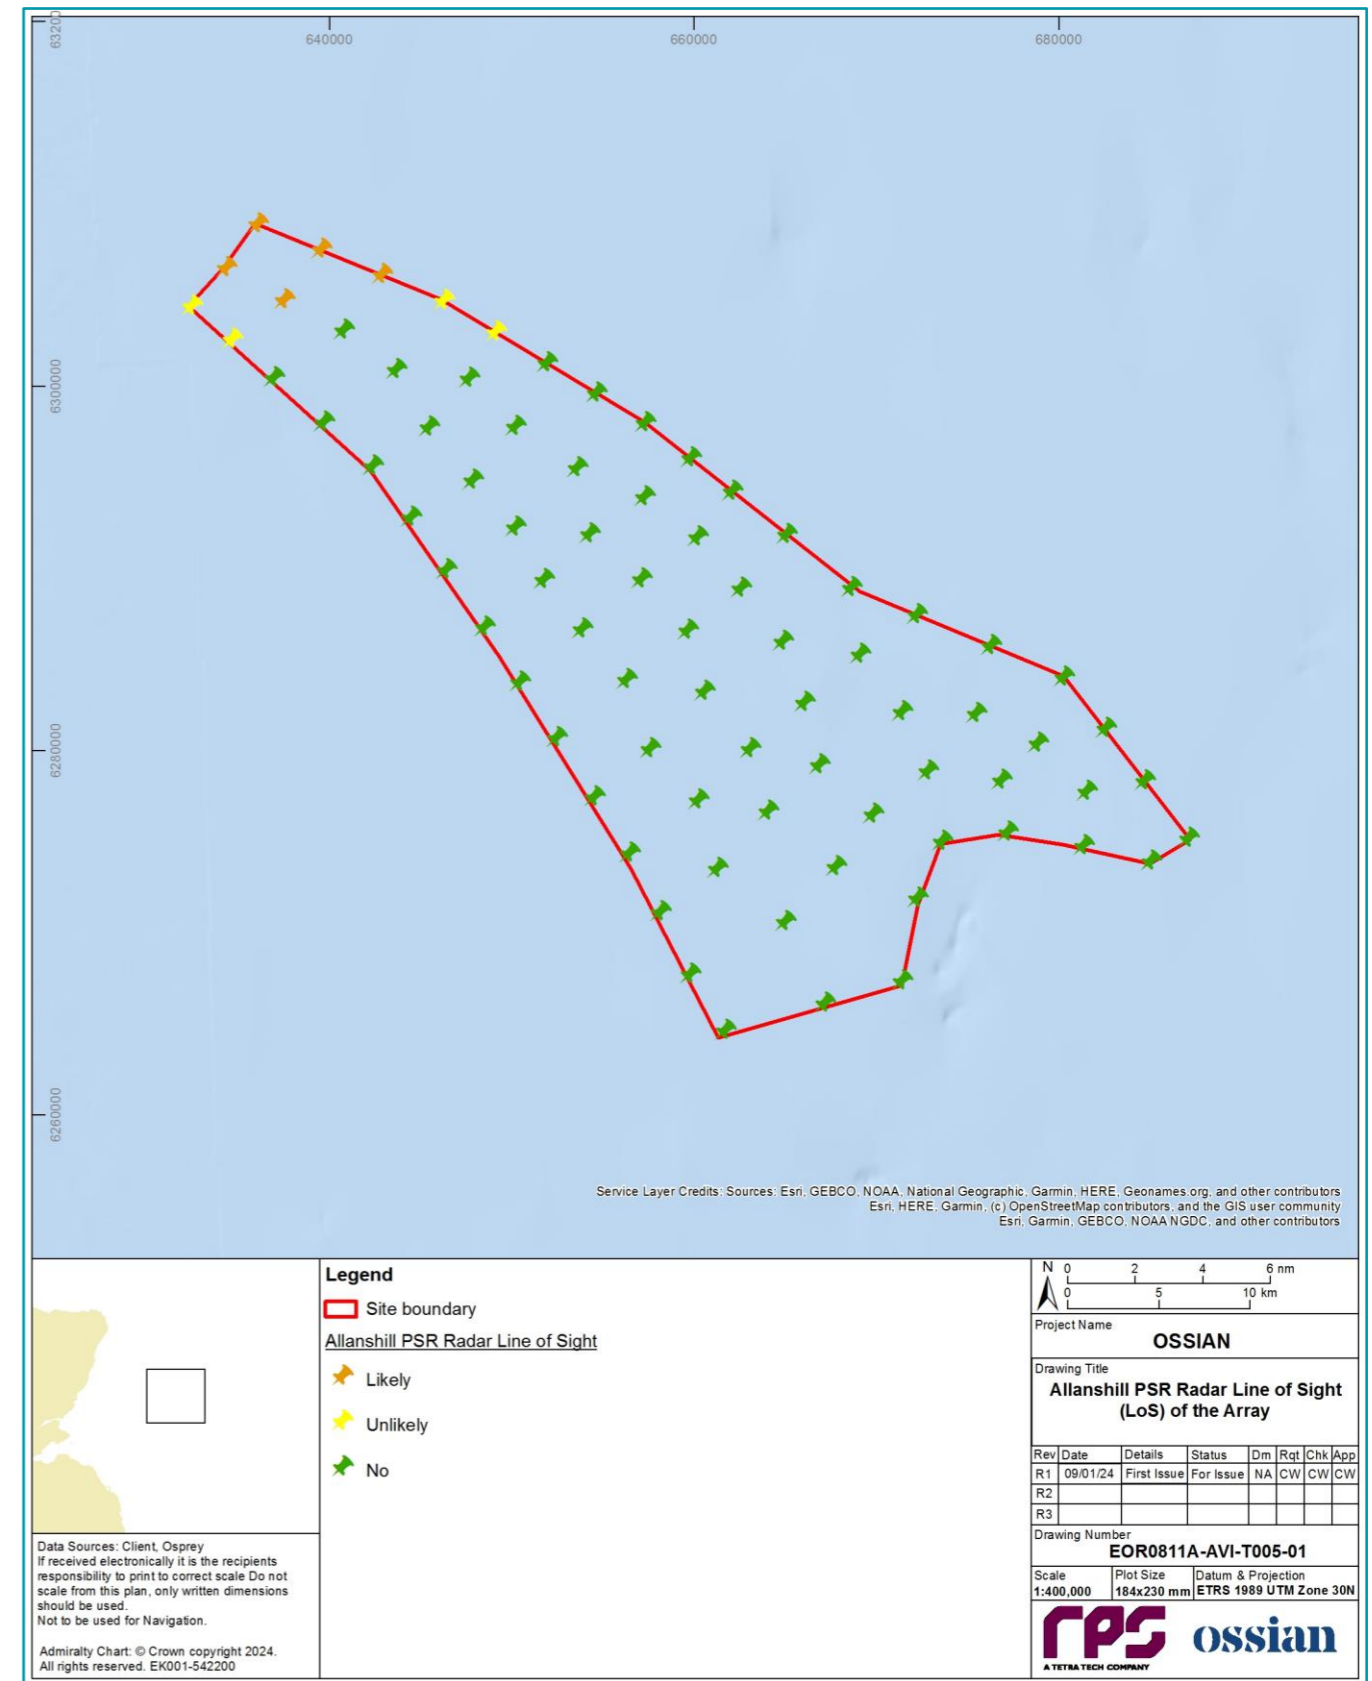 640000
660000
680000
6300000
6280000
6260000
Service Layer Credits: Sources: Esri, GEBCO, NOAA, National Geographic, Garmin, HERE, Geonames.org, and other contributors
Esri, HERE, Garmin, (c) OpenStreetMap contributors, and the GIS user community
Esri, Garmin, GEBCO, NOAA NGDC, and other contributors
Legend
Site boundary
Allanshill PSR Radar Line of Sight
Likely
Unlikely
No
Data Sources: Client, Osprey
If received electronically it is the recipients
responsibility to print to correct scale Do not
scale from this plan, only written dimensions
should be used.
Not to be used for Navigation.
Admiralty Chart: © Crown copyright 2024.
All rights reserved. EK001-542200
N 0 2 4 6 nm
0 5 10 km
Project Name
OSSIAN
Drawing Title
Allanshill PSR Radar Line of Sight
(LoS) of the Array
Rev Date Details Status Drn Rqt Chk App
R1 09/01/24 First Issue For Issue NA CW CW CW
R2
R3
Drawing Number
EOR0811A-AVI-T005-01
Scale Plot Size Datum & Projection
1:400,000 184x230 mm ETRS 1989 UTM Zone 30N
rps ossian
A TETRA TECH COMPANY